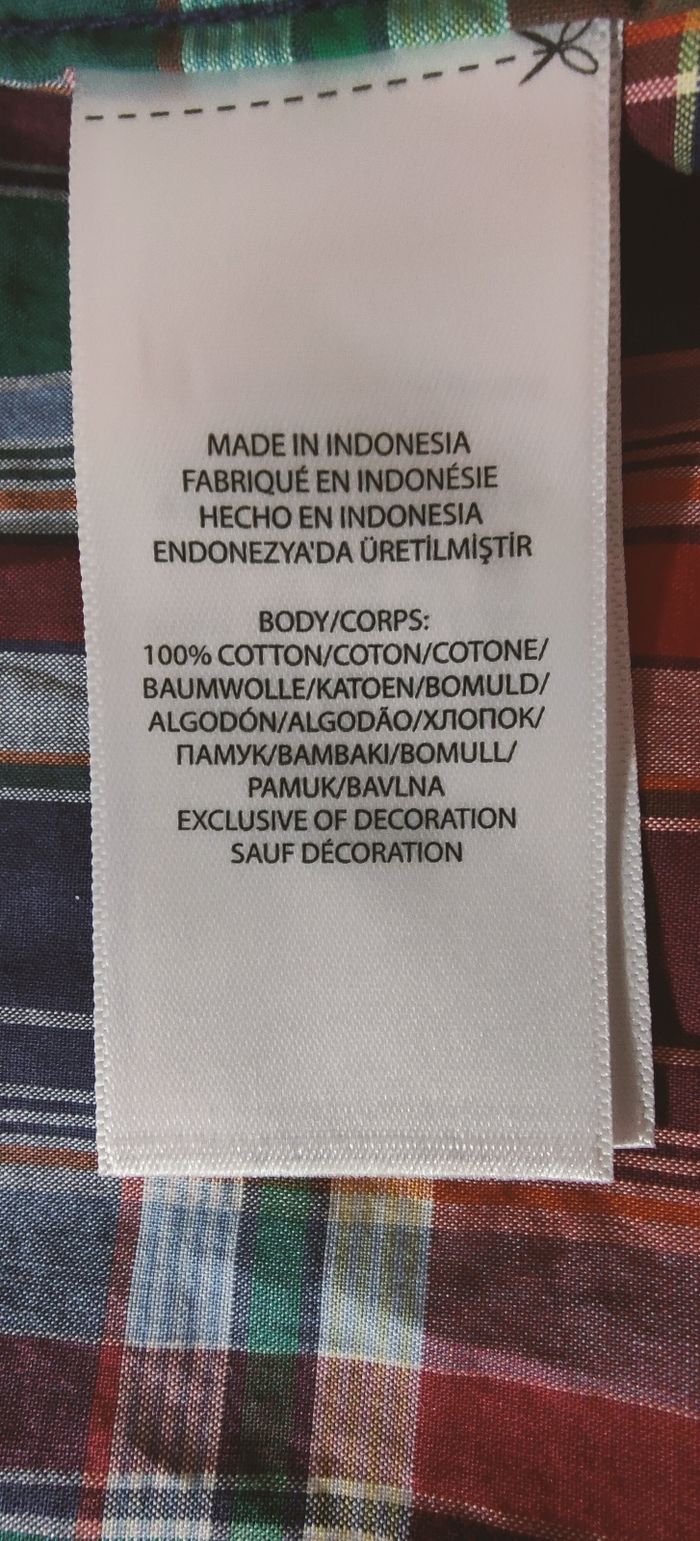 MADE IN INDONESIA
FABRIQUÉ EN INDONÉSIE
HECHO EN INDONESIA
ENDONEZYA'DA ÜRETİLMİŞTİR
BODY/CORPS:
100% COTTON/COTON/COTONE/
BAUMWOLLE/KATOEN/BOMULD/
ALGODÓN/ALGODÃO/ХЛОПОК/
ПАМУК/BAMBAKI/BOMULL/
PAMUK/BAVLNA
EXCLUSIVE OF DECORATION
SAUF DÉCORATION